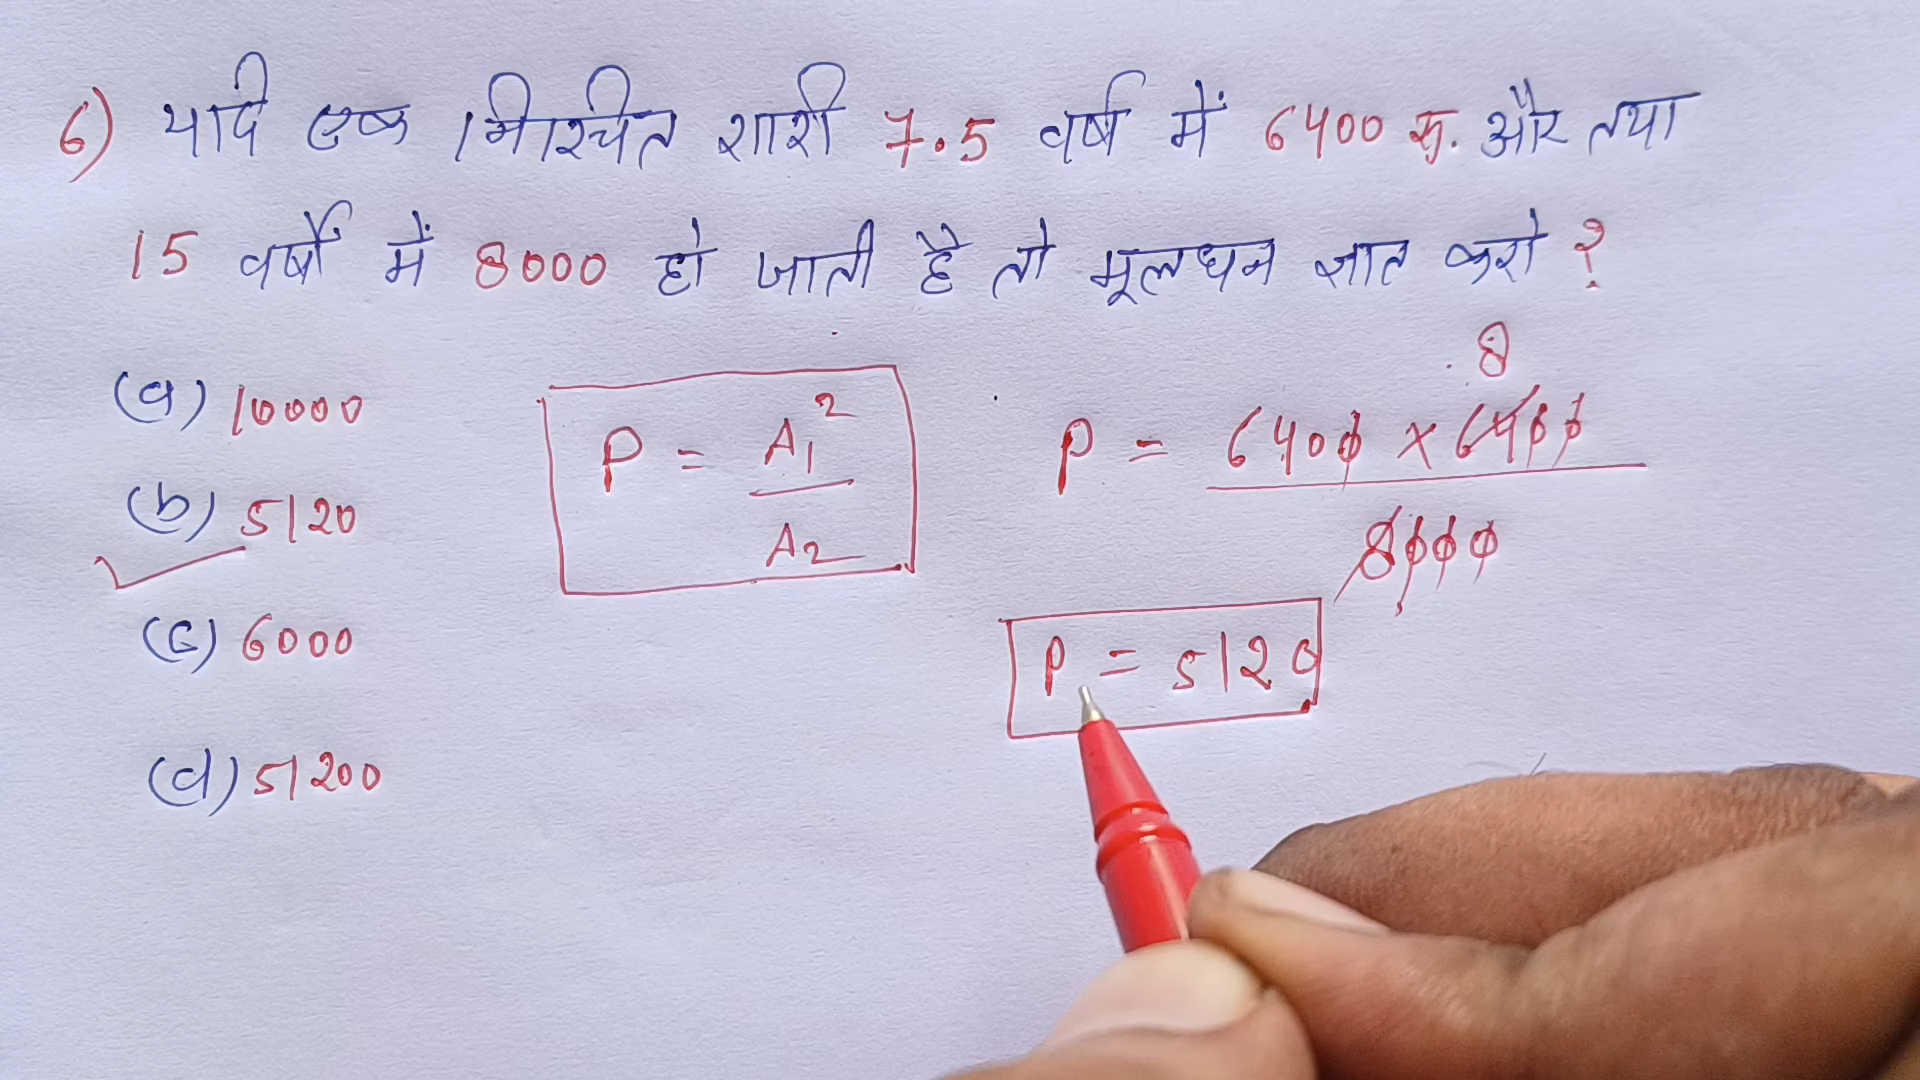 6) यादि एक निश्चित शारी 7.5 वर्ष में 6400 रु. और तथा
15 वर्षों में 8000 हो जाती है तो मूलधन ज्ञात करो ?
(a) 10000
(b) 5120
(c) 6000
(d) 51200
P = A₁² / A₂
8
P = 6400 × 6400 / 8000
P = 5120